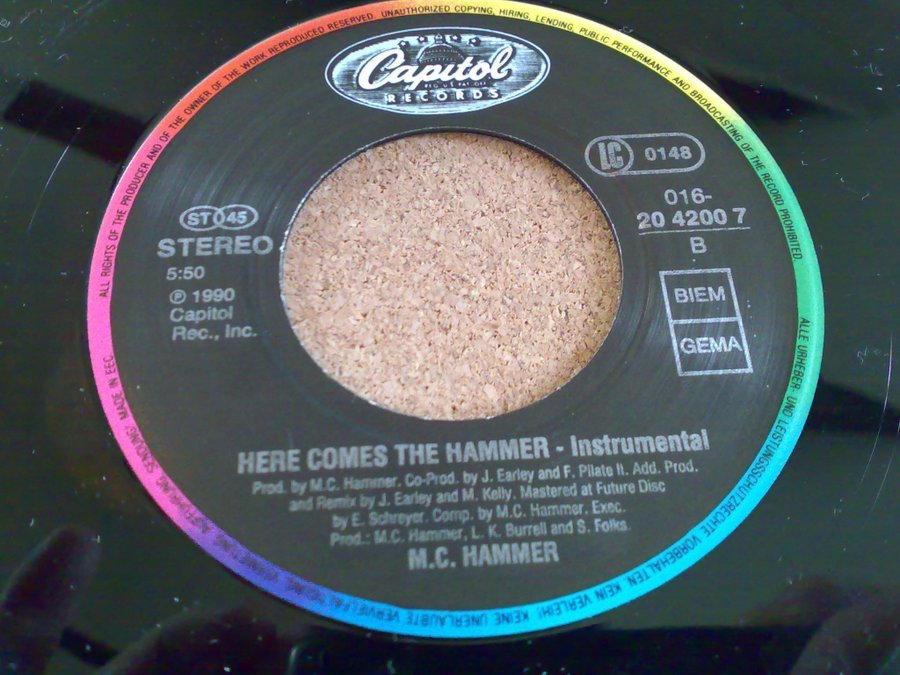 ALL RIGHTS OF THE PRODUCER AND OF THE OWNER OF THE WORK REPRODUCED RESERVED. UNAUTHORIZED COPYING, HIRING, LENDING, PUBLIC PERFORMANCE AND BROADCASTING OF THE RECORD PROHIBITED.
Capitol
REG. U.S. PAT. OFF.
RECORDS
LC 0148
016-
20 4200 7
B
ST 45
STEREO
5:50
℗ 1990
Capitol
Rec., Inc.
BIEM
GEMA
HERE COMES THE HAMMER - Instrumental
Prod. by M.C. Hammer. Co-Prod. by J. Earley and F. Pilate II. Add. Prod.
and Remix by J. Earley and M. Kelly. Mastered at Future Disc
by E. Schreyer. Comp. by M.C. Hammer. Exec.
Prod.: M.C. Hammer, L. K. Burrell and S. Folks.
M.C. HAMMER
ALLE URHEBER- UND LEISTUNGSSCHUTZRECHTE VORBEHALTEN. KEIN VERLEIH! KEINE UNERLAUBTE
SENDUNG! MADE IN EEC